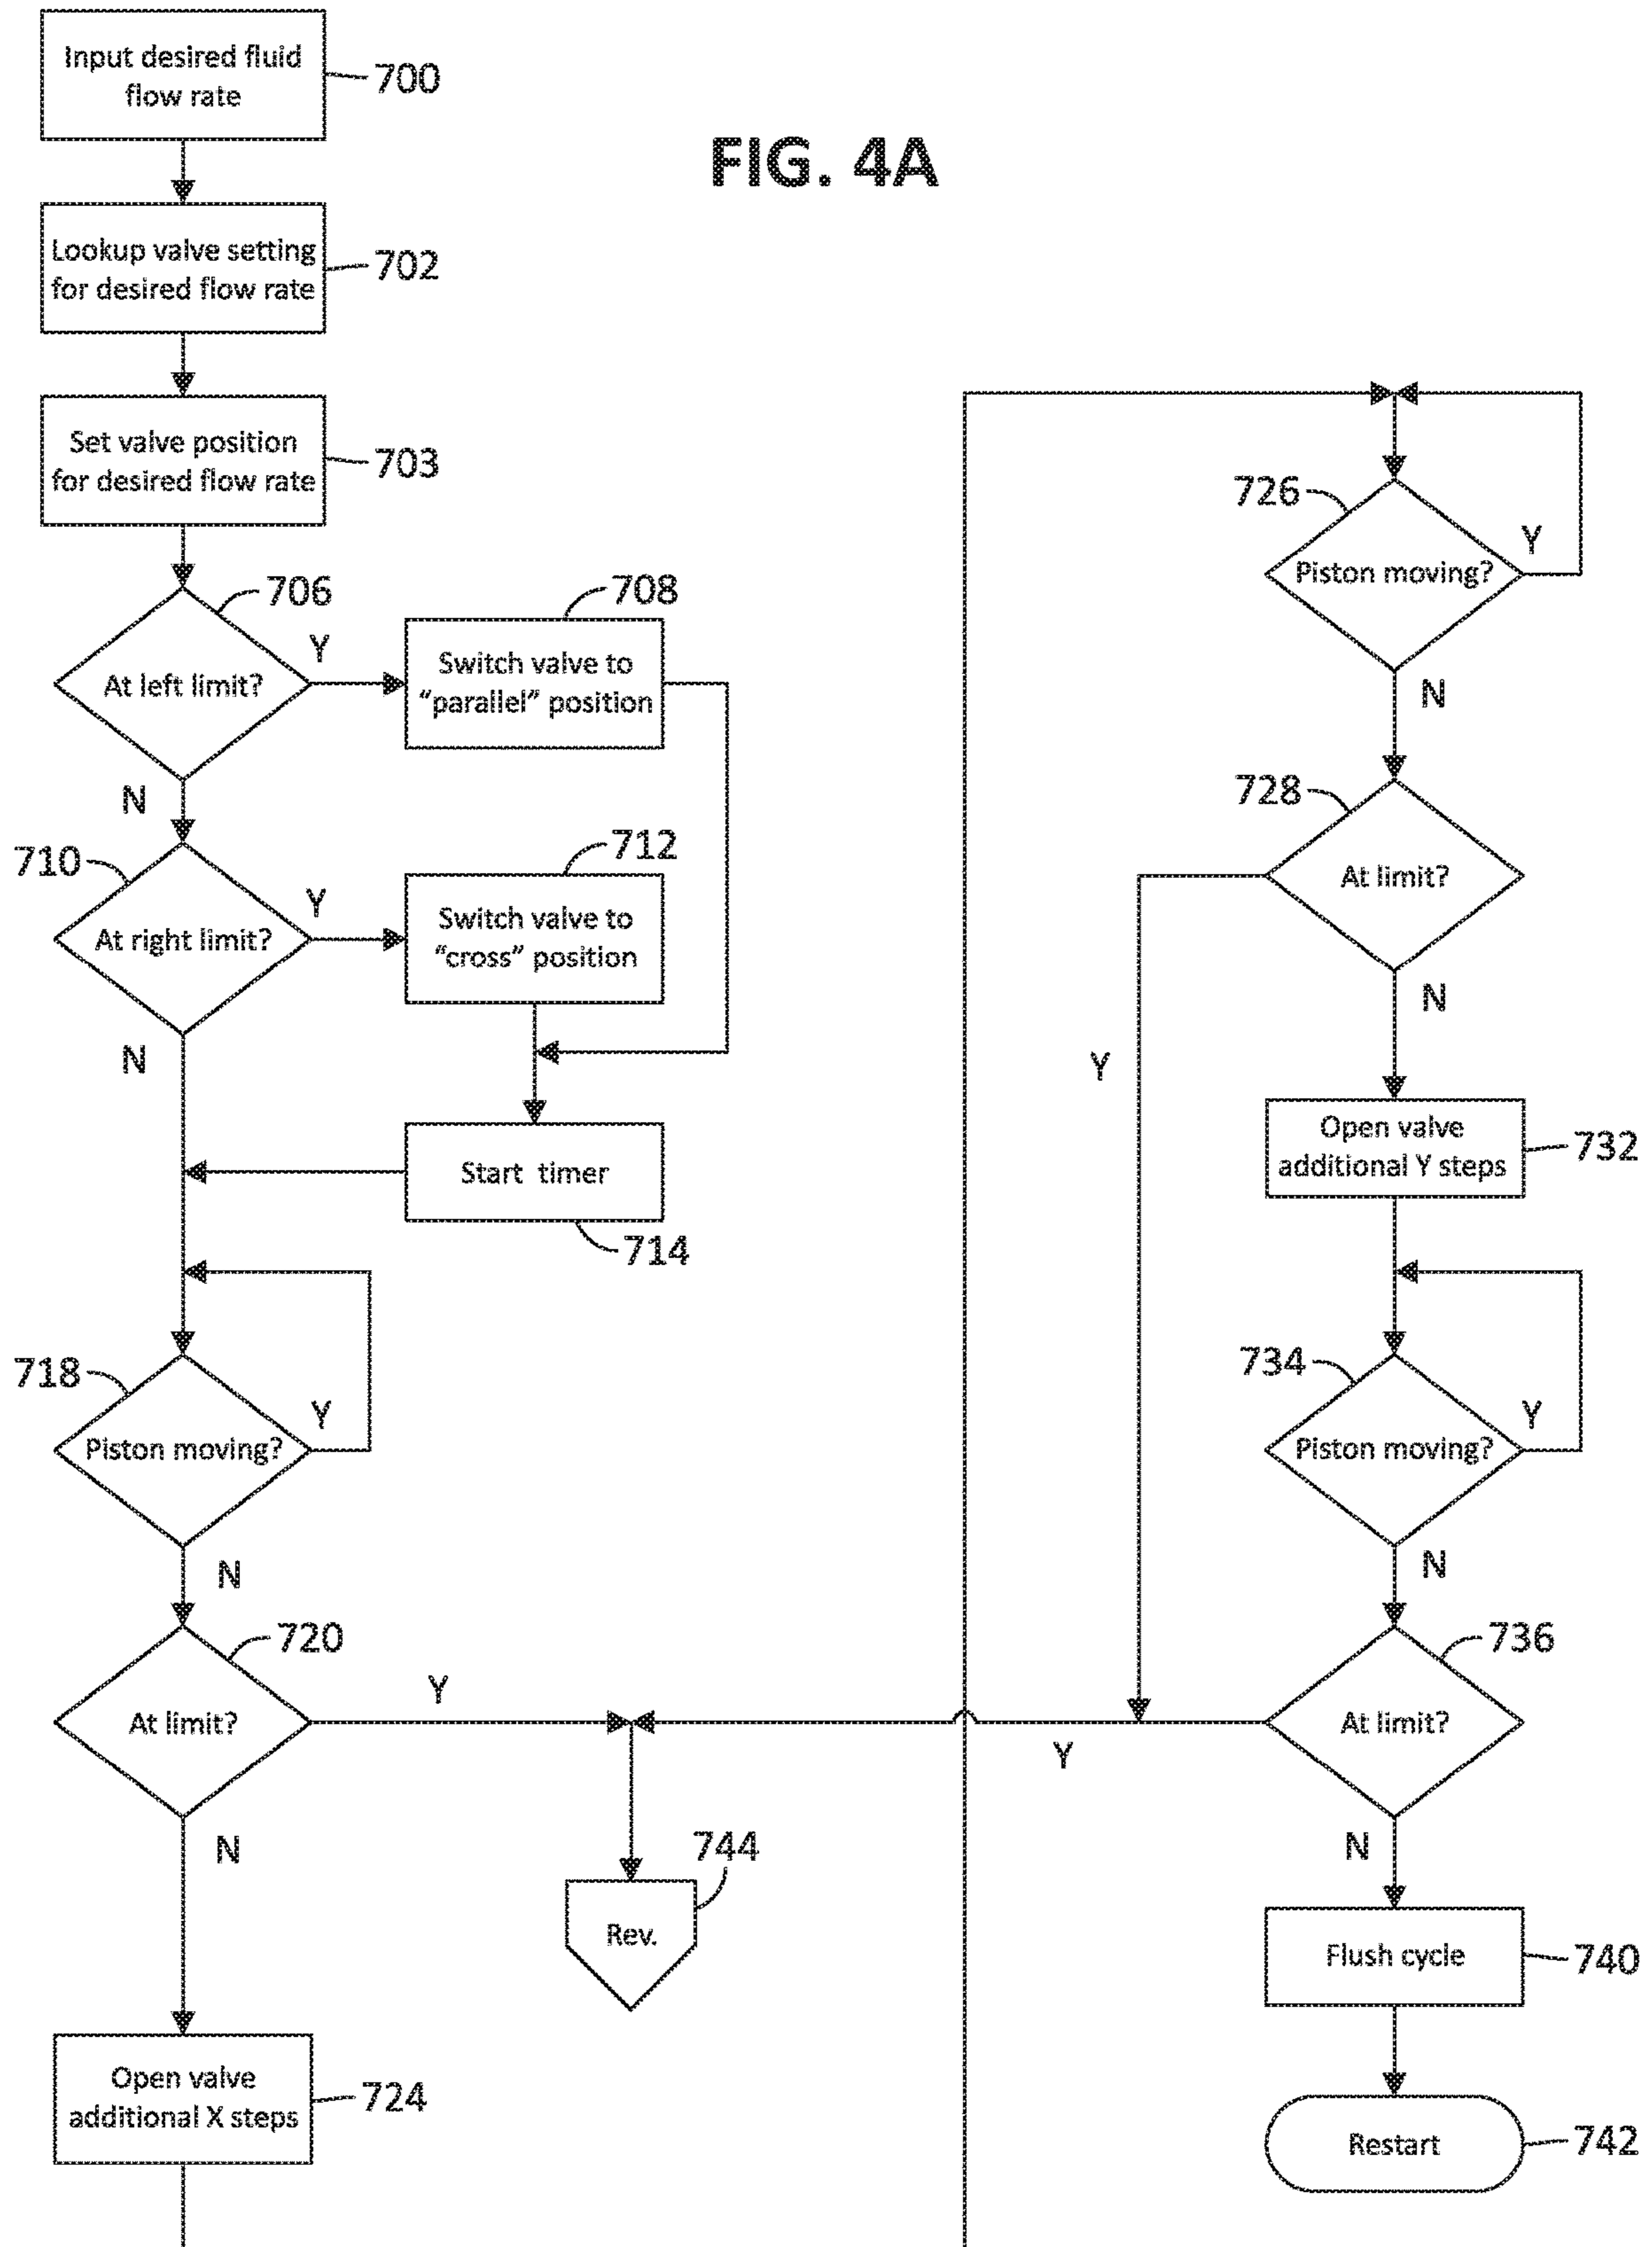 FIG. 4A
Input desired fluid
flow rate
700
Lookup valve setting
for desired flow rate
702
Set valve position
for desired flow rate
703
706
At left limit?
Y
N
708
Switch valve to
“parallel” position
710
At right limit?
Y
N
712
Switch valve to
“cross” position
Start timer
714
718
Piston moving?
Y
N
720
At limit?
Y
N
744
Rev.
Open valve
additional X steps
724
726
Piston moving?
Y
N
728
At limit?
Y
N
Open valve
additional Y steps
732
734
Piston moving?
Y
N
736
At limit?
Y
N
Flush cycle
740
Restart
742